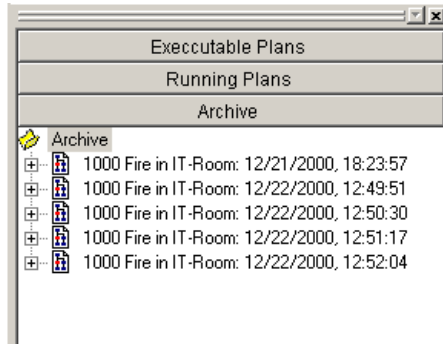 Execcutable Plans
Running Plans
Archive
Archive
1000 Fire in IT-Room: 12/21/2000, 18:23:57
1000 Fire in IT-Room: 12/22/2000, 12:49:51
1000 Fire in IT-Room: 12/22/2000, 12:50:30
1000 Fire in IT-Room: 12/22/2000, 12:51:17
1000 Fire in IT-Room: 12/22/2000, 12:52:04